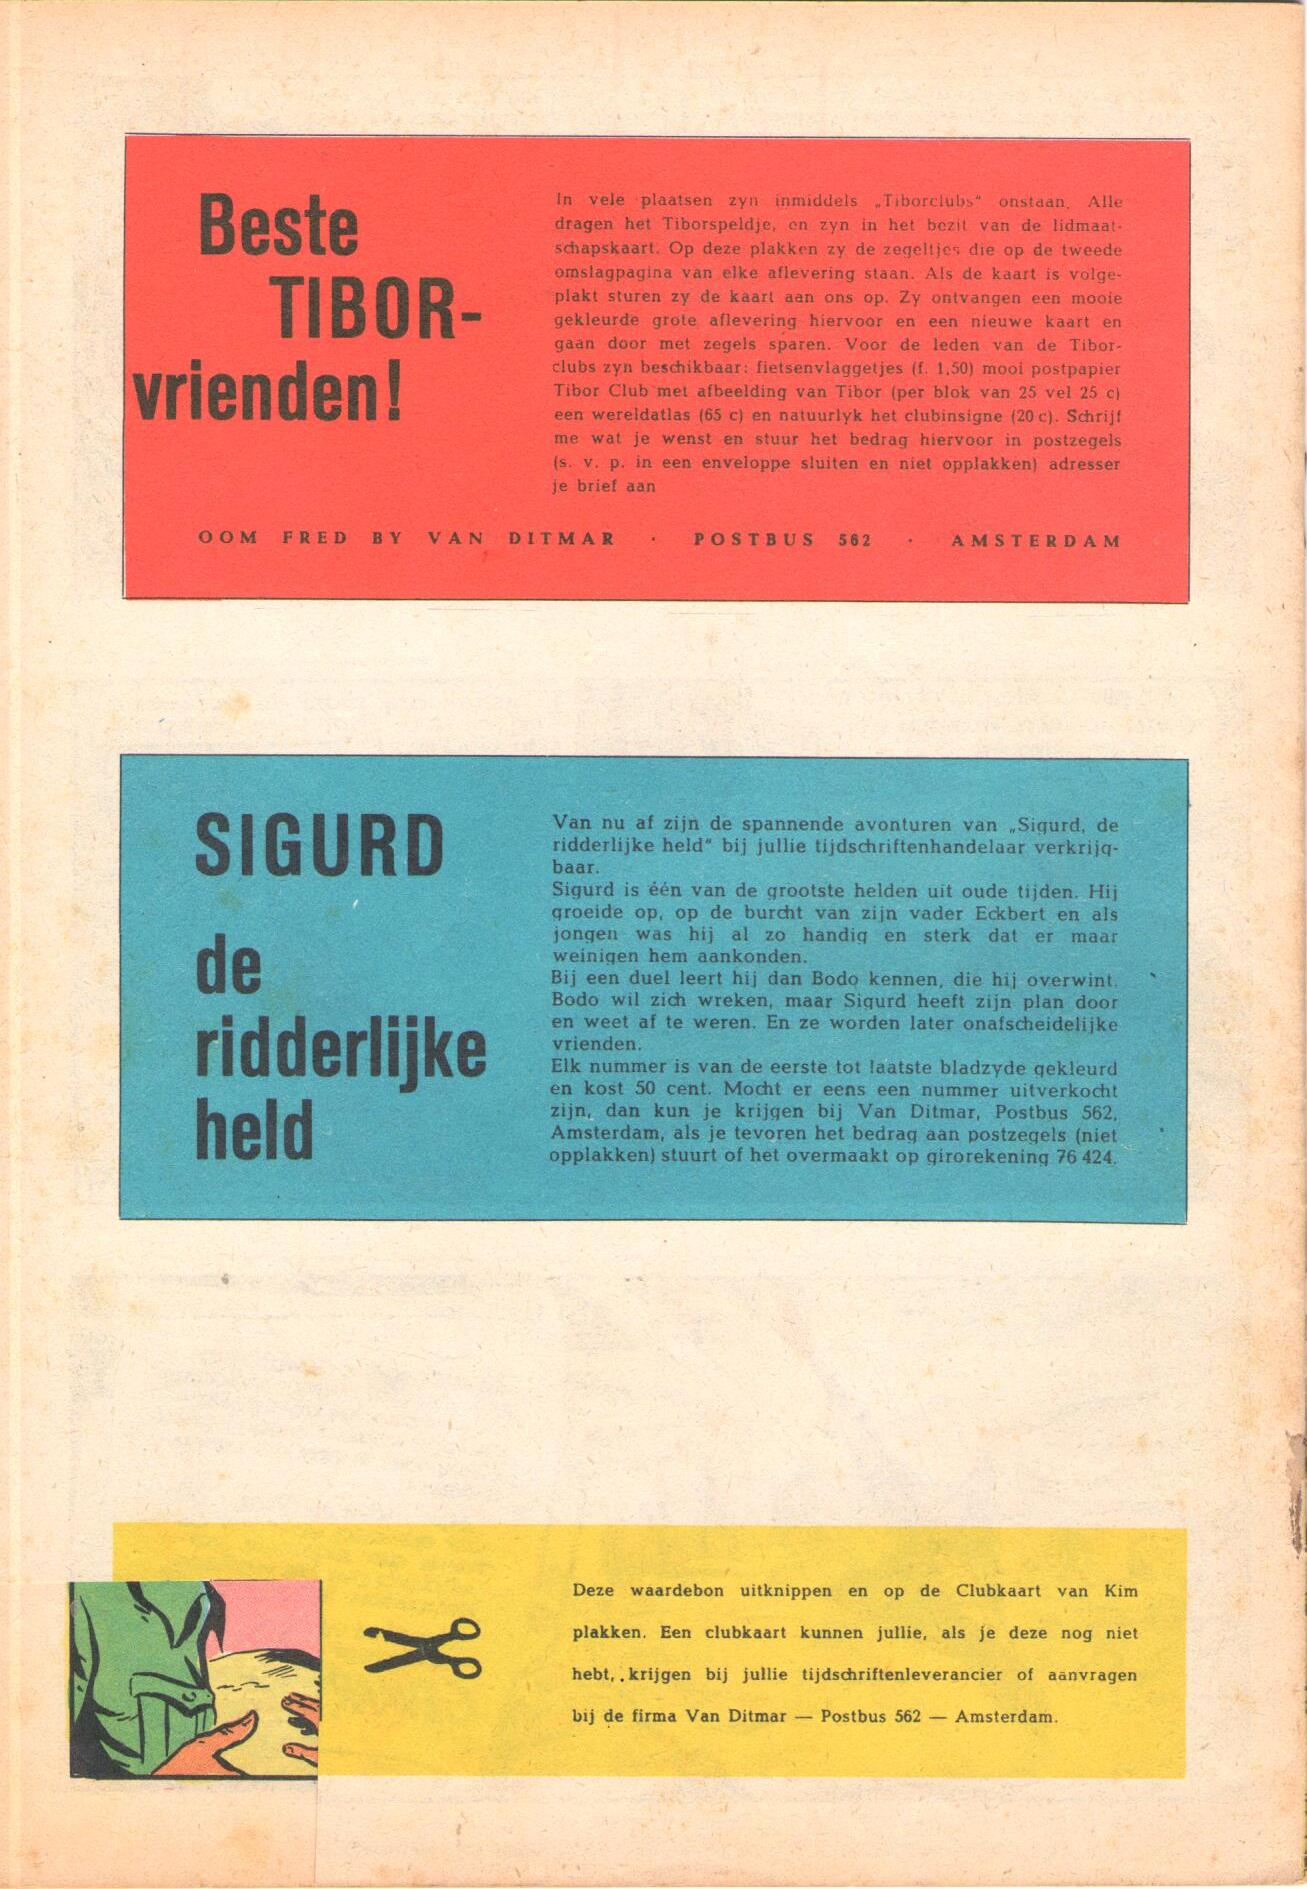 Beste
TIBOR-
vrienden!
In vele plaatsen zyn inmiddels „Tiborclubs" onstaan. Alle
dragen het Tiborspeldje, en zyn in het bezit van de lidmaat-
schapskaart. Op deze plakken zy de zegeltjes die op de tweede
omslagpagina van elke aflevering staan. Als de kaart is volge-
plakt sturen zy de kaart aan ons op. Zy ontvangen een mooie
gekleurde grote aflevering hiervoor en een nieuwe kaart en
gaan door met zegels sparen. Voor de leden van de Tibor-
clubs zyn beschikbaar: fietsenvlaggetjes (f. 1,50) mooi postpapier
Tibor Club met afbeelding van Tibor (per blok van 25 vel 25 c)
een wereldatlas (65 c) en natuurlyk het clubinsigne (20 c). Schrijf
me wat je wenst en stuur het bedrag hiervoor in postzegels
(s. v. p. in een enveloppe sluiten en niet opplakken) adresser
je brief aan
OOM FRED BY VAN DITMAR · POSTBUS 562 · AMSTERDAM
SIGURD
de
ridderlijke
held
Van nu af zijn de spannende avonturen van „Sigurd, de
ridderlijke held" bij jullie tijdschriftenhandelaar verkrijg-
baar.
Sigurd is één van de grootste helden uit oude tijden. Hij
groeide op, op de burcht van zijn vader Eckbert en als
jongen was hij al zo handig en sterk dat er maar
weinigen hem aankonden.
Bij een duel leert hij dan Bodo kennen, die hij overwint.
Bodo wil zich wreken, maar Sigurd heeft zijn plan door
en weet af te weren. En ze worden later onafscheidelijke
vrienden.
Elk nummer is van de eerste tot laatste bladzyde gekleurd
en kost 50 cent. Mocht er eens een nummer uitverkocht
zijn, dan kun je krijgen bij Van Ditmar, Postbus 562,
Amsterdam, als je tevoren het bedrag aan postzegels (niet
opplakken) stuurt of het overmaakt op girorekening 76 424.
Deze waardebon uitknippen en op de Clubkaart van Kim
plakken. Een clubkaart kunnen jullie, als je deze nog niet
hebt, . krijgen bij jullie tijdschriftenleverancier of aanvragen
bij de firma Van Ditmar — Postbus 562 — Amsterdam.